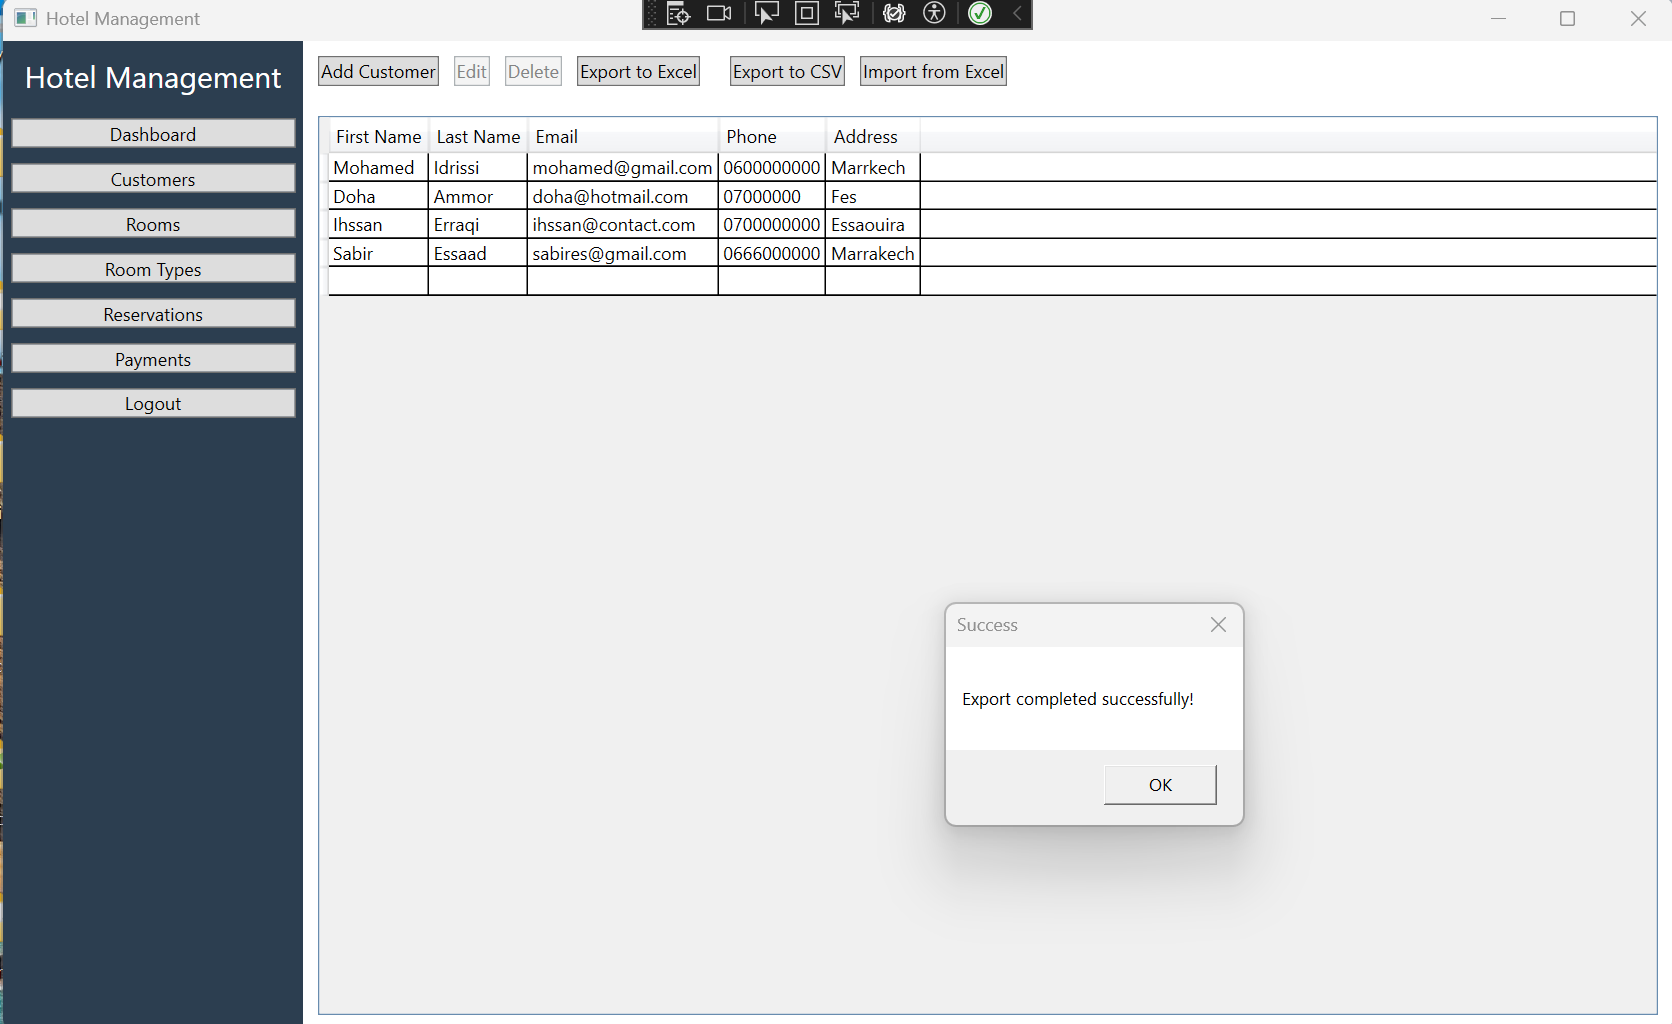 Hotel Management
Hotel Management
Dashboard
Customers
Rooms
Room Types
Reservations
Payments
Logout
Add Customer Edit Delete Export to Excel Export to CSV Import from Excel
First Name Last Name Email Phone Address
Mohamed Idrissi mohamed@gmail.com 0600000000 Marrkech
Doha Ammor doha@hotmail.com 07000000 Fes
Ihssan Erraqi ihssan@contact.com 0700000000 Essaouira
Sabir Essaad sabires@gmail.com 0666000000 Marrakech
Success
Export completed successfully!
OK